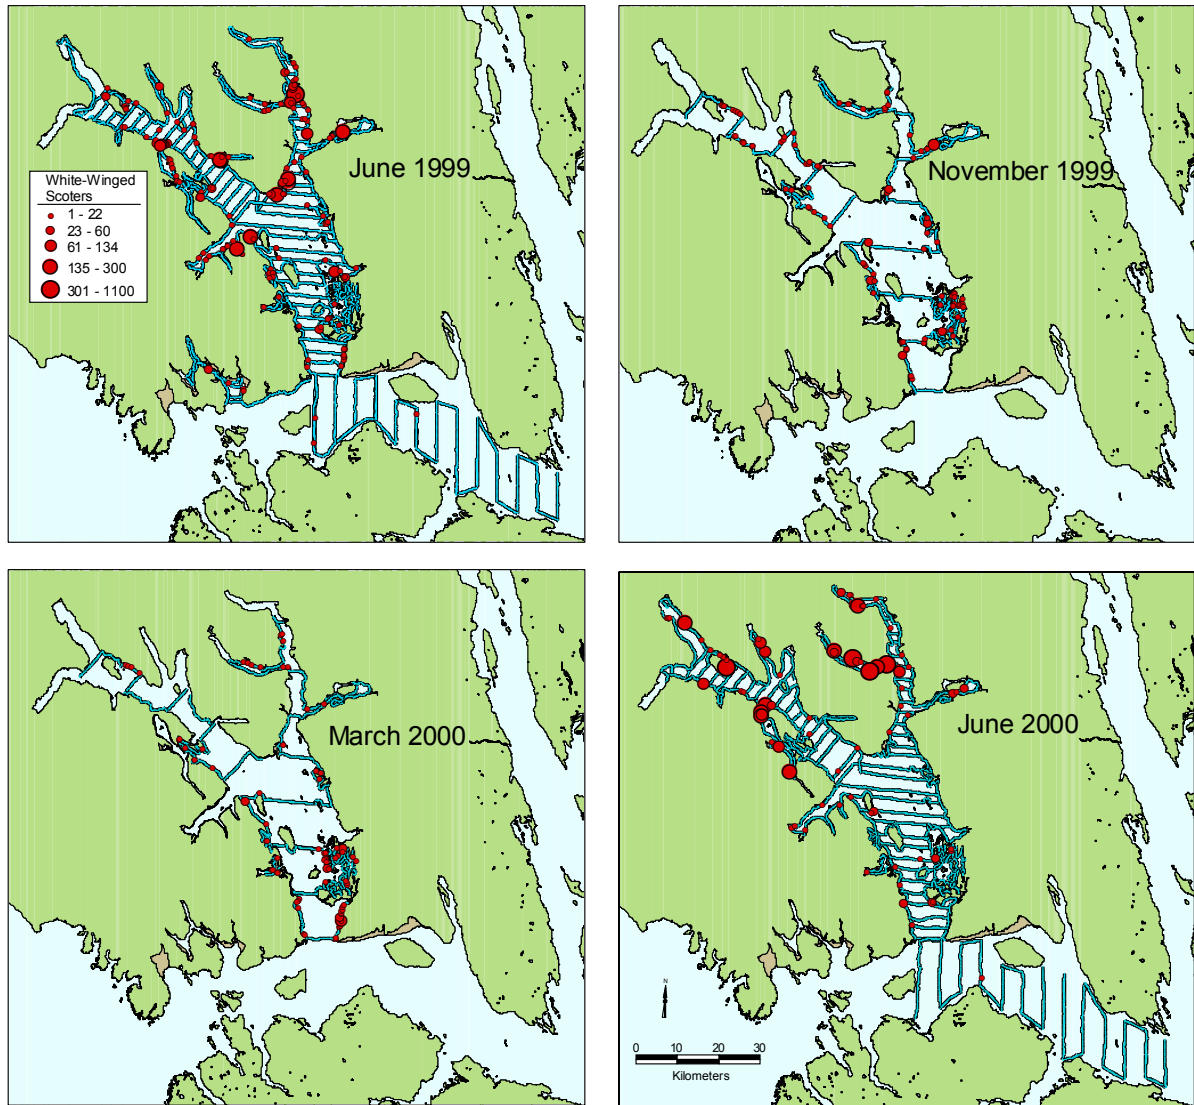 June 1999
White-Winged
Scoters
1 - 22
23 - 60
61 - 134
135 - 300
301 - 1100
November 1999
March 2000
June 2000
N
0 10 20 30
Kilometers